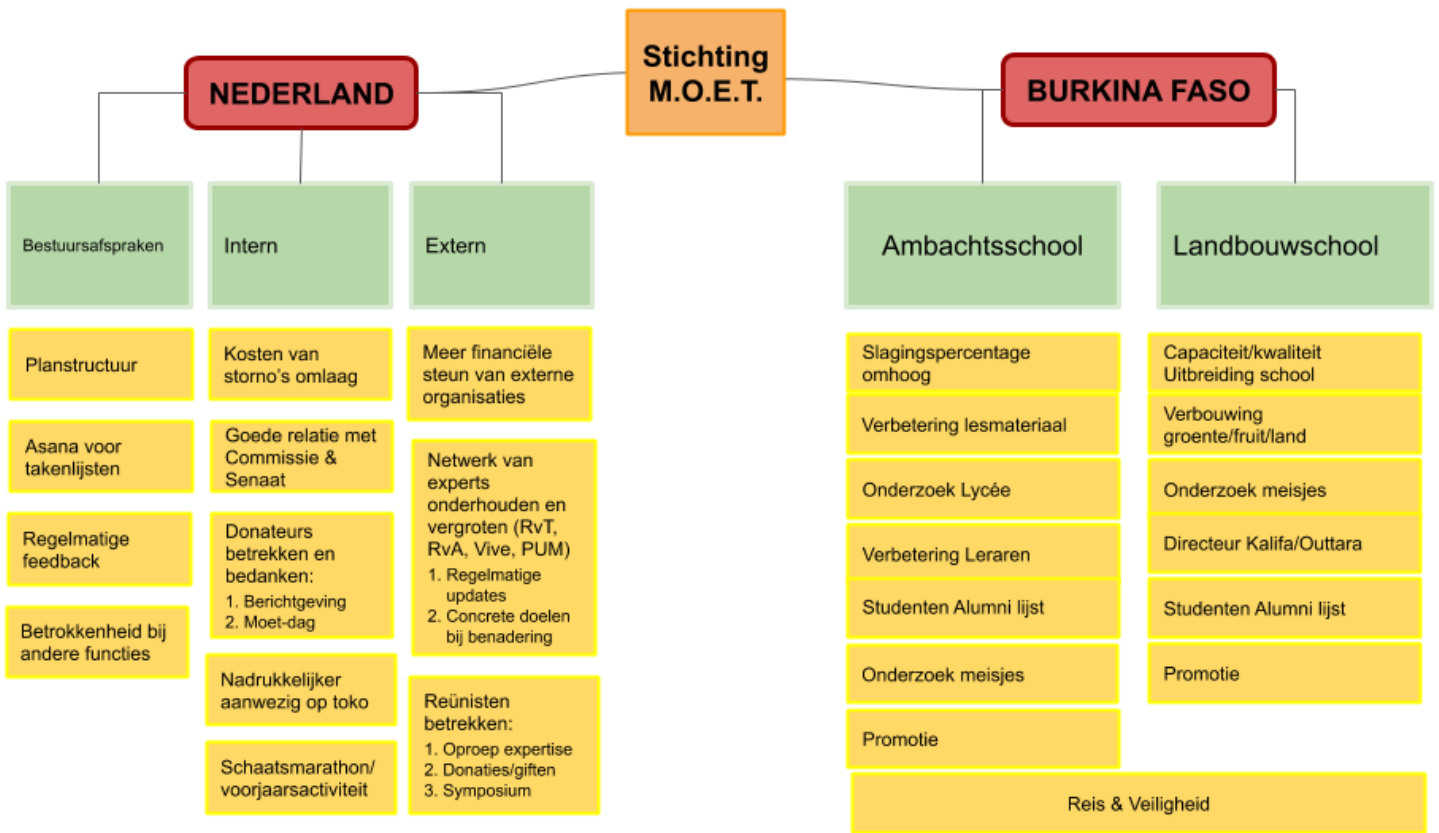 Stichting
M.O.E.T.
NEDERLAND
BURKINA FASO
Bestuursafspraken
Planstructuur
Asana voor
takenlijsten
Regelmatige
feedback
Betrokkenheid bij
andere functies
Intern
Kosten van
storno's omlaag
Goede relatie met
Commissie &
Senaat
Donateurs
betrekken en
bedanken:
1. Berichtgeving
2. Moet-dag
Nadrukkelijker
aanwezig op toko
Schaatsmarathon/
voorjaarsactiviteit
Extern
Meer financiële
steun van externe
organisaties
Netwerk van
experts
onderhouden en
vergroten (RvT,
RvA, Vive, PUM)
1. Regelmatige
updates
2. Concrete doelen
bij benadering
Reünisten
betrekken:
1. Oproep expertise
2. Donaties/giften
3. Symposium
Ambachtsschool
Slagingspercentage
omhoog
Verbetering lesmateriaal
Onderzoek Lycée
Verbetering Leraren
Studenten Alumni lijst
Onderzoek meisjes
Promotie
Landbouwschool
Capaciteit/kwaliteit
Uitbreiding school
Verbouwing
groente/fruit/land
Onderzoek meisjes
Directeur Kalifa/Outtara
Studenten Alumni lijst
Promotie
Reis & Veiligheid